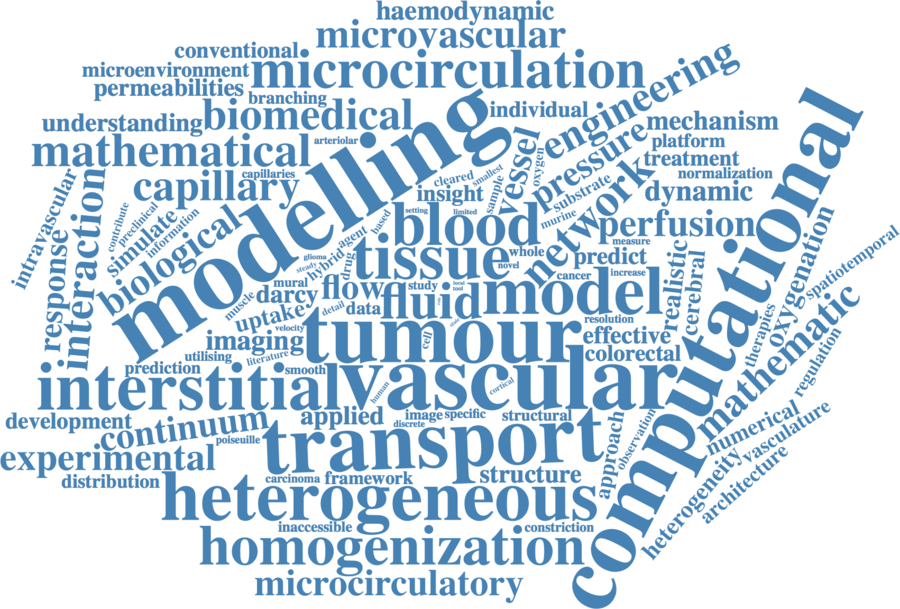 haemodynamic
microvascular
conventional
microenvironment
microcirculation
permeabilities
branching
biomedical
individual
engineering
understanding
mathematical
arteriolar
modelling
mechanism
platform
treatment
normalization
capillaries
capillary
cleared
smallest
insight
vessel
oxygen
pressure
substrate
sample
murine
network
dynamic
intravascular
interaction
response
contribute
preclinical
simulate
information
biological
setting
limited
blood
perfusion
measure
based
agent
hybrid
drug
glioma
steady
tissue
whole
novel
predict
cancer
increase
realistic
cerebral
computational
oxygenation
spatiotemporal
mural
muscle
darcy
flow
study
local
tool
fluid
model
uptake
detail
data
resolution
velocity
imaging
tumour
cell
effective
colorectal
therapies
mathematic
regulation
utilising
literature
prediction
smooth
interstitial
human
vascular
cortical
development
continuum
applied
image
specific
discrete
structural
poiseuille
transport
approach
observation
numerical
vasculature
heterogeneity
architecture
experimental
distribution
carcinoma
framework
structure
heterogeneous
inaccessible
constriction
homogenization
microcirculatory